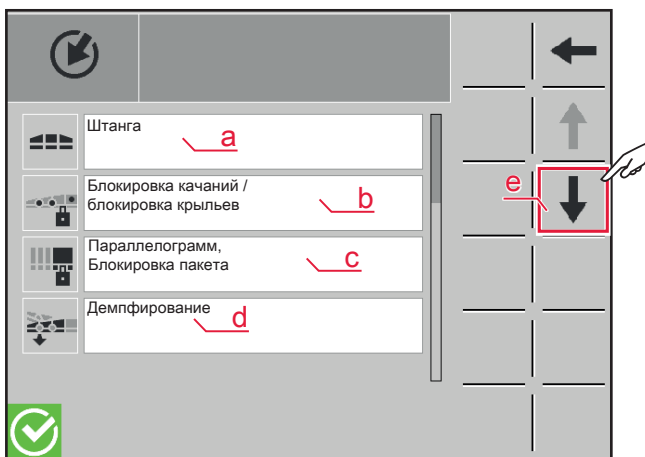 Штанга
a
Блокировка качаний /
блокировка крыльев
b
e
Параллелограмм,
Блокировка пакета
c
Демпфирование
d